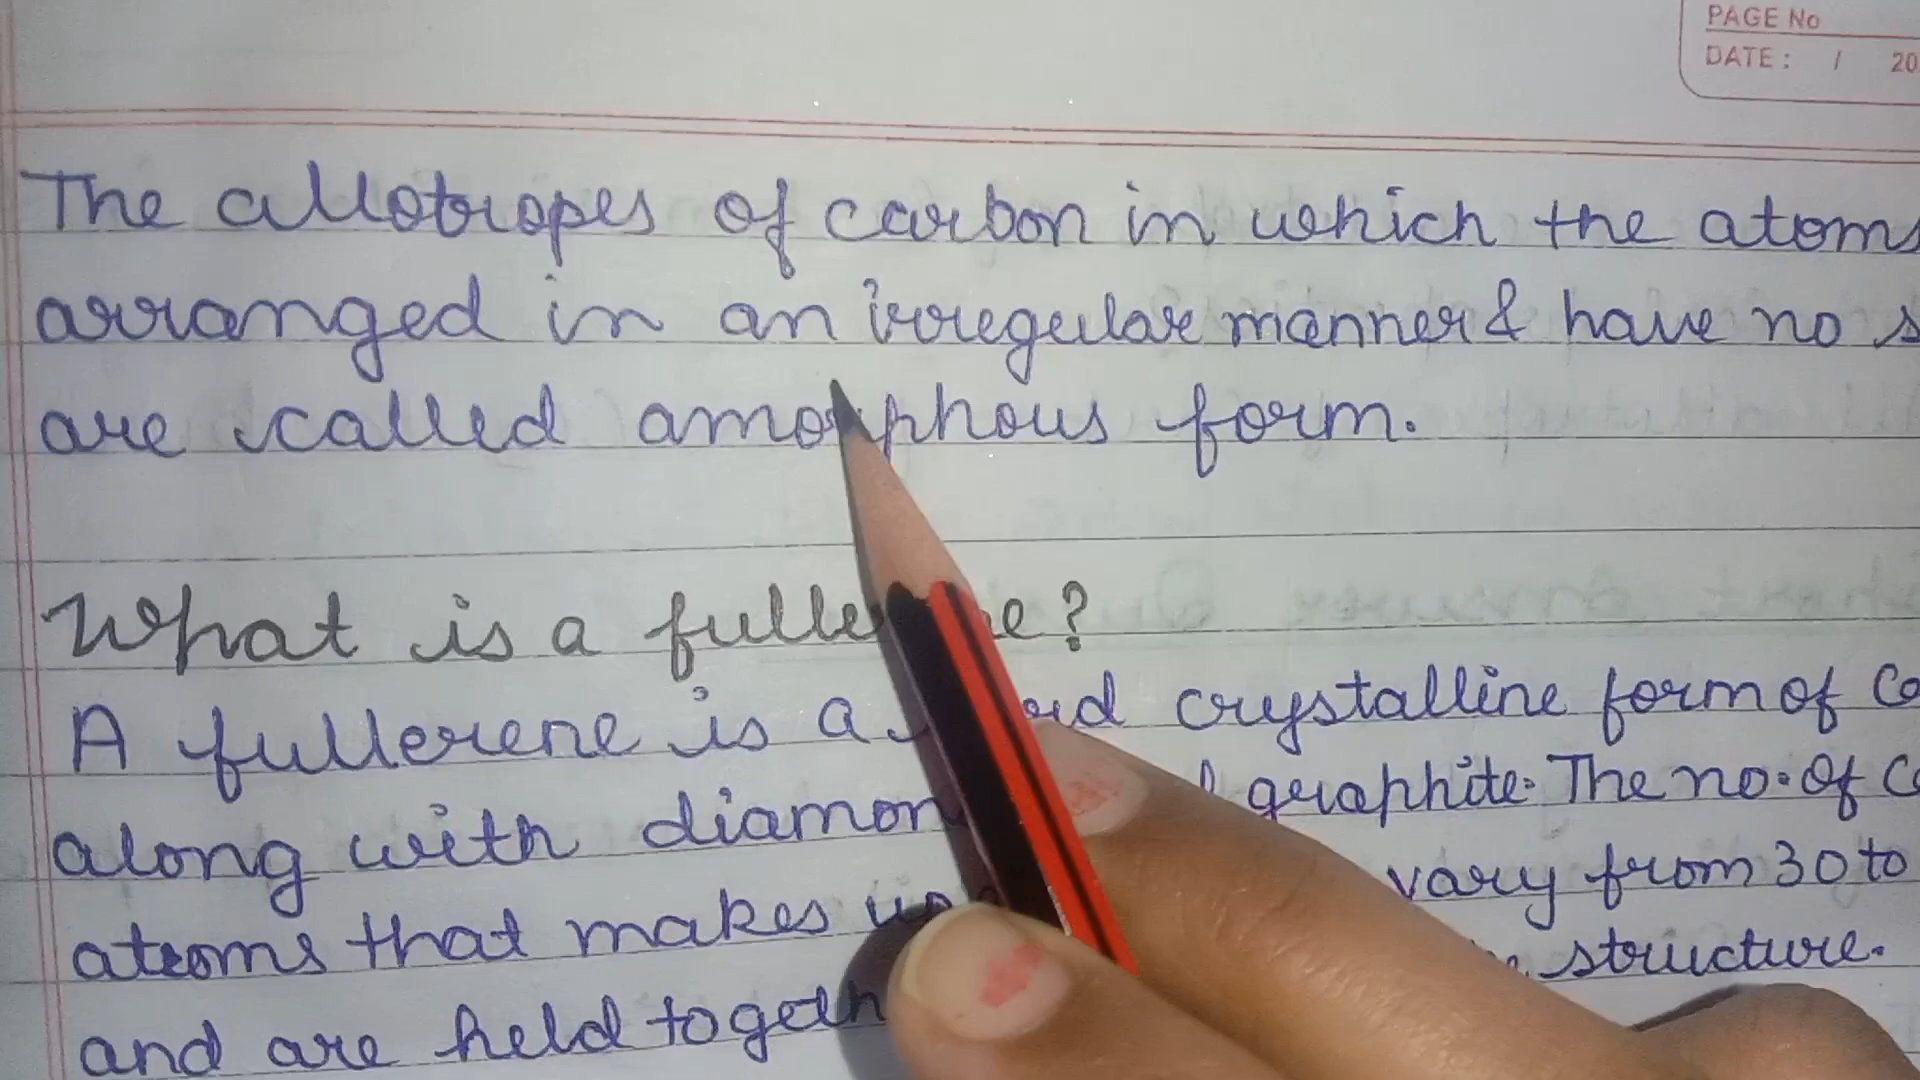 PAGE No
DATE : / 20
The allotropes of carbon in which the atoms
arranged in an irregular manner & have no s
are called amorphous form.
What is a fulle e?
A fullerene is a crystalline form of Co
along with diamon graphite. The no. of C
atoms that makes up vary from 30 to
structure.
and are held togeth